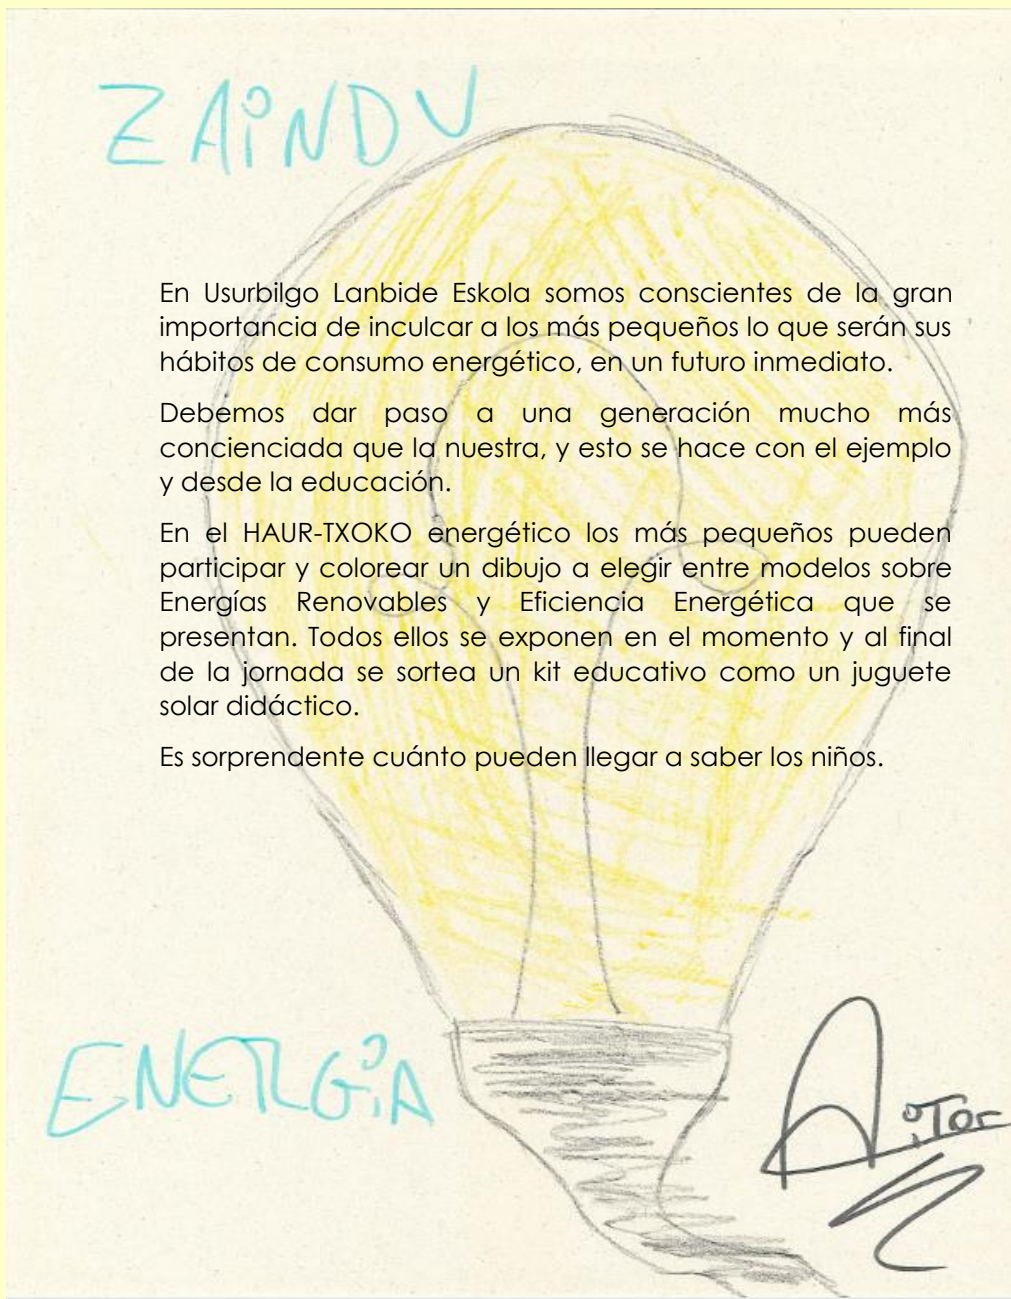 ZAiNDU
En Usurbilgo Lanbide Eskola somos conscientes de la gran
importancia de inculcar a los más pequeños lo que serán sus
hábitos de consumo energético, en un futuro inmediato.
Debemos dar paso a una generación mucho más
concienciada que la nuestra, y esto se hace con el ejemplo
y desde la educación.
En el HAUR-TXOKO energético los más pequeños pueden
participar y colorear un dibujo a elegir entre modelos sobre
Energías Renovables y Eficiencia Energética que se
presentan. Todos ellos se exponen en el momento y al final
de la jornada se sortea un kit educativo como un juguete
solar didáctico.
Es sorprendente cuánto pueden llegar a saber los niños.
ENERGiA
Aitor